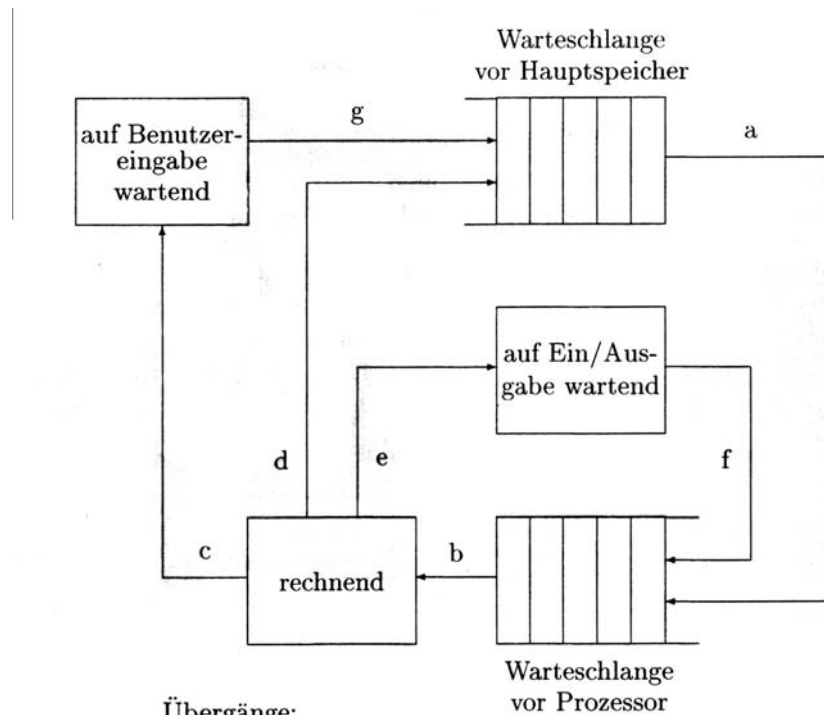 Warteschlange
vor Hauptspeicher
auf Benutzer-
eingabe
wartend
g
a
auf Ein/Aus-
gabe wartend
d
e
f
c
b
rechnend
Warteschlange
vor Prozessor
Übergänge: